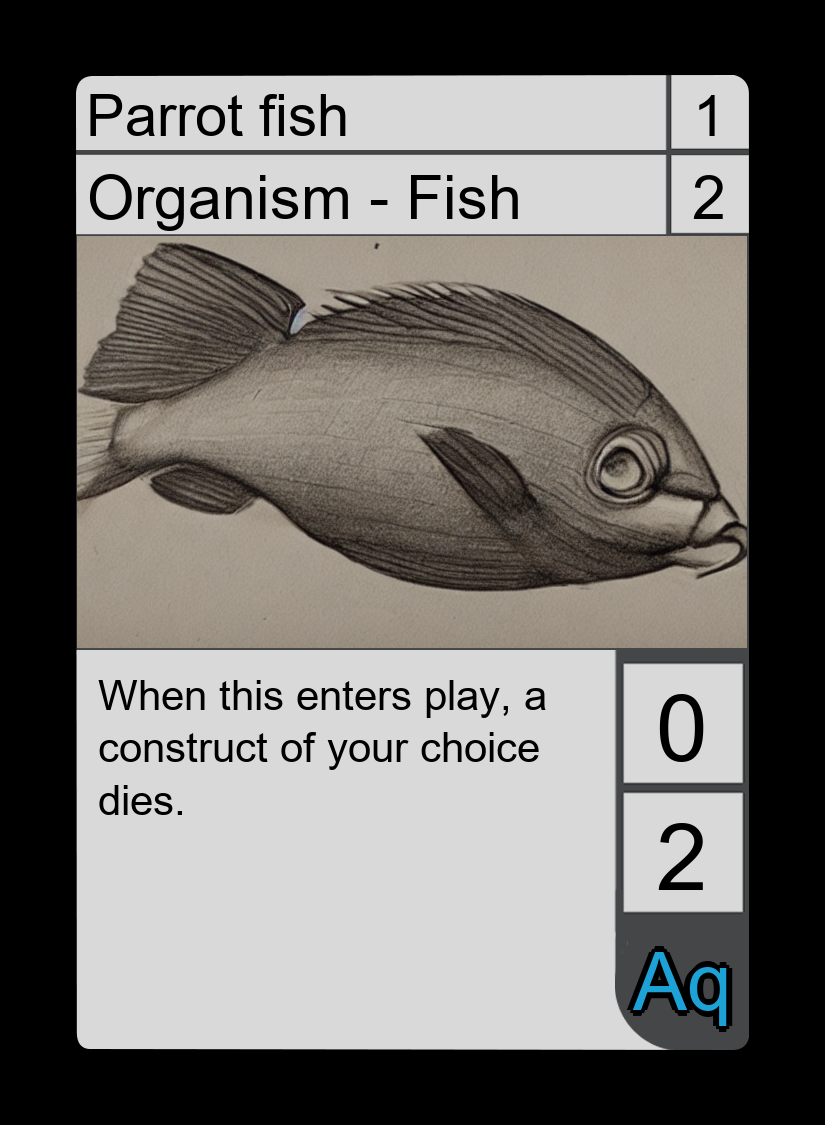 Parrot fish 1
Organism - Fish 2
When this enters play, a
construct of your choice
dies.
0
2
Aq